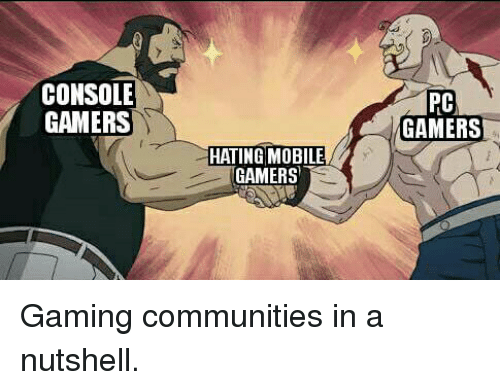 CONSOLE
GAMERS
PC
GAMERS
HATING MOBILE
GAMERS
Gaming communities in a
nutshell.